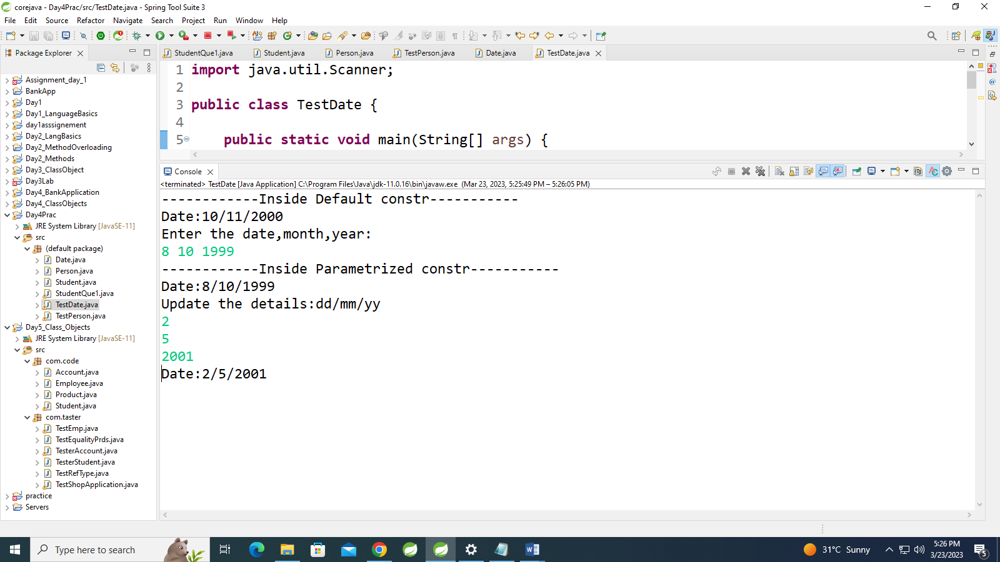 corejava - Day4Prac/src/TestDate.java - Spring Tool Suite 3
File Edit Source Refactor Navigate Search Project Run Window Help
Package Explorer
Assignment_day_1
BankApp
Day1
Day1_LanguageBasics
day1asssignement
Day2_LangBasics
Day2_MethodOverloading
Day2_Methods
Day3_ClassObject
Day3Lab
Day4_BankApplication
Day4_ClassObjects
Day4Prac
JRE System Library [JavaSE-11]
src
(default package)
Date.java
Person.java
Student.java
StudentQue1.java
TestDate.java
TestPerson.java
Day5_Class_Objects
JRE System Library [JavaSE-11]
src
com.code
Account.java
Employee.java
Product.java
Student.java
com.taster
TestEmp.java
TestEqualityPrds.java
TesterAccount.java
TesterStudent.java
TestRefType.java
TestShopApplication.java
practice
Servers
StudentQue1.java Student.java Person.java TestPerson.java Date.java TestDate.java
1 import java.util.Scanner;
2
3 public class TestDate {
4
5 public static void main(String[] args) {
Console
<terminated> TestDate [Java Application] C:\Program Files\Java\jdk-11.0.16\bin\javaw.exe (Mar 23, 2023, 5:25:49 PM – 5:26:05 PM)
------------Inside Default constr-----------
Date:10/11/2000
Enter the date,month,year:
8 10 1999
------------Inside Parametrized constr-----------
Date:8/10/1999
Update the details:dd/mm/yy
2
5
2001
Date:2/5/2001
Type here to search
31°C Sunny
5:26 PM
3/23/2023
5